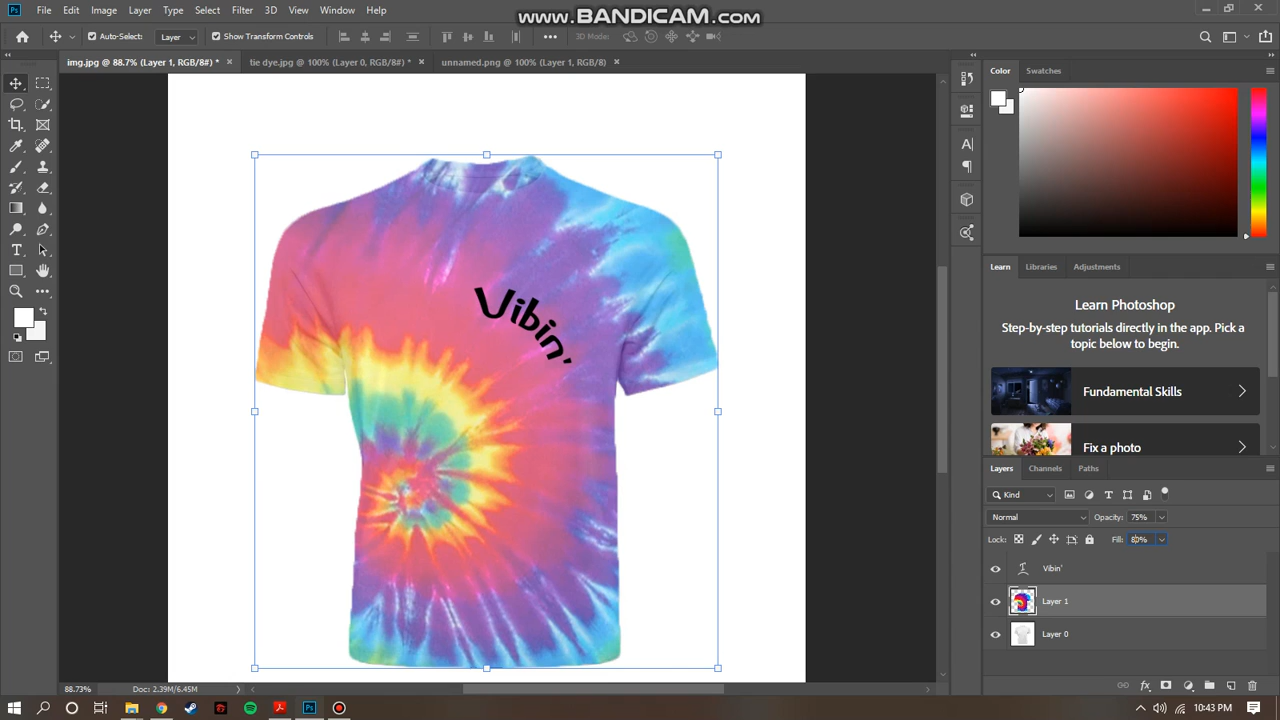 www.BANDICAM.com
Ps File Edit Image Layer Type Select Filter 3D View Window Help
Auto-Select: Layer Show Transform Controls 3D Mode:
img.jpg @ 88.7% (Layer 1, RGB/8#) * tie dye.jpg @ 100% (Layer 0, RGB/8#) * unnamed.png @ 100% (Layer 1, RGB/8)
Color Swatches
Learn Libraries Adjustments
Learn Photoshop
Step-by-step tutorials directly in the app. Pick a
topic below to begin.
Fundamental Skills
Fix a photo
Vibin'
Layers Channels Paths
Kind
Normal Opacity: 75%
Lock: Fill: 80%
Vibin'
Layer 1
Layer 0
88.73% Doc: 2.39M/6.45M
10:43 PM